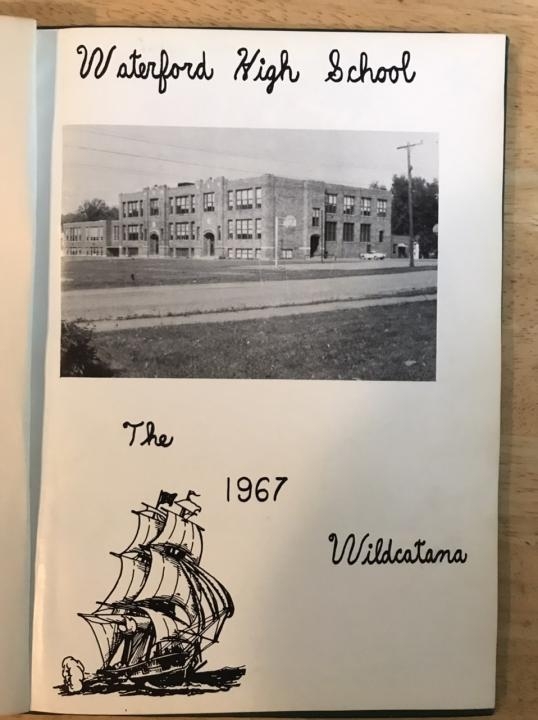 Waterford High School
The
1967
Wildcatana